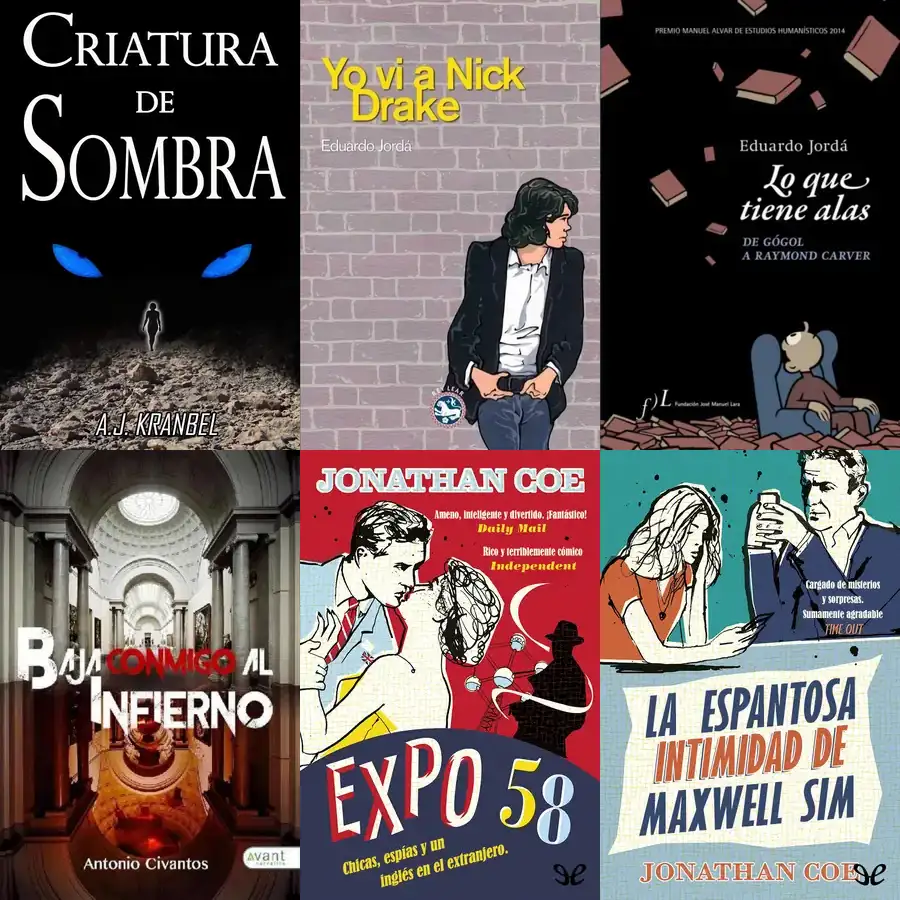 CRIATURA
DE
SOMBRA
A.J. KRANBEL
Yo vi a Nick
Drake
Eduardo Jordá
REY LEAR
PREMIO MANUEL ALVAR DE ESTUDIOS HUMANÍSTICOS 2014
Eduardo Jordá
Lo que
tiene alas
DE GÓGOL
A RAYMOND CARVER
f)L Fundación José Manuel Lara
BAJA CONMIGO AL
INFIERNO
Antonio Civantos
avant
JONATHAN COE
Ameno, inteligente y divertido. ¡Fantástico!
Daily Mail
Rico y terriblemente cómico
Independent
EXPO 58
Chicas, espías y un
inglés en el extranjero.
Cargado de misterios
y sorpresas.
Sumamente agradable
TIME OUT
LA ESPANTOSA
INTIMIDAD DE
MAXWELL SIM
JONATHAN COE